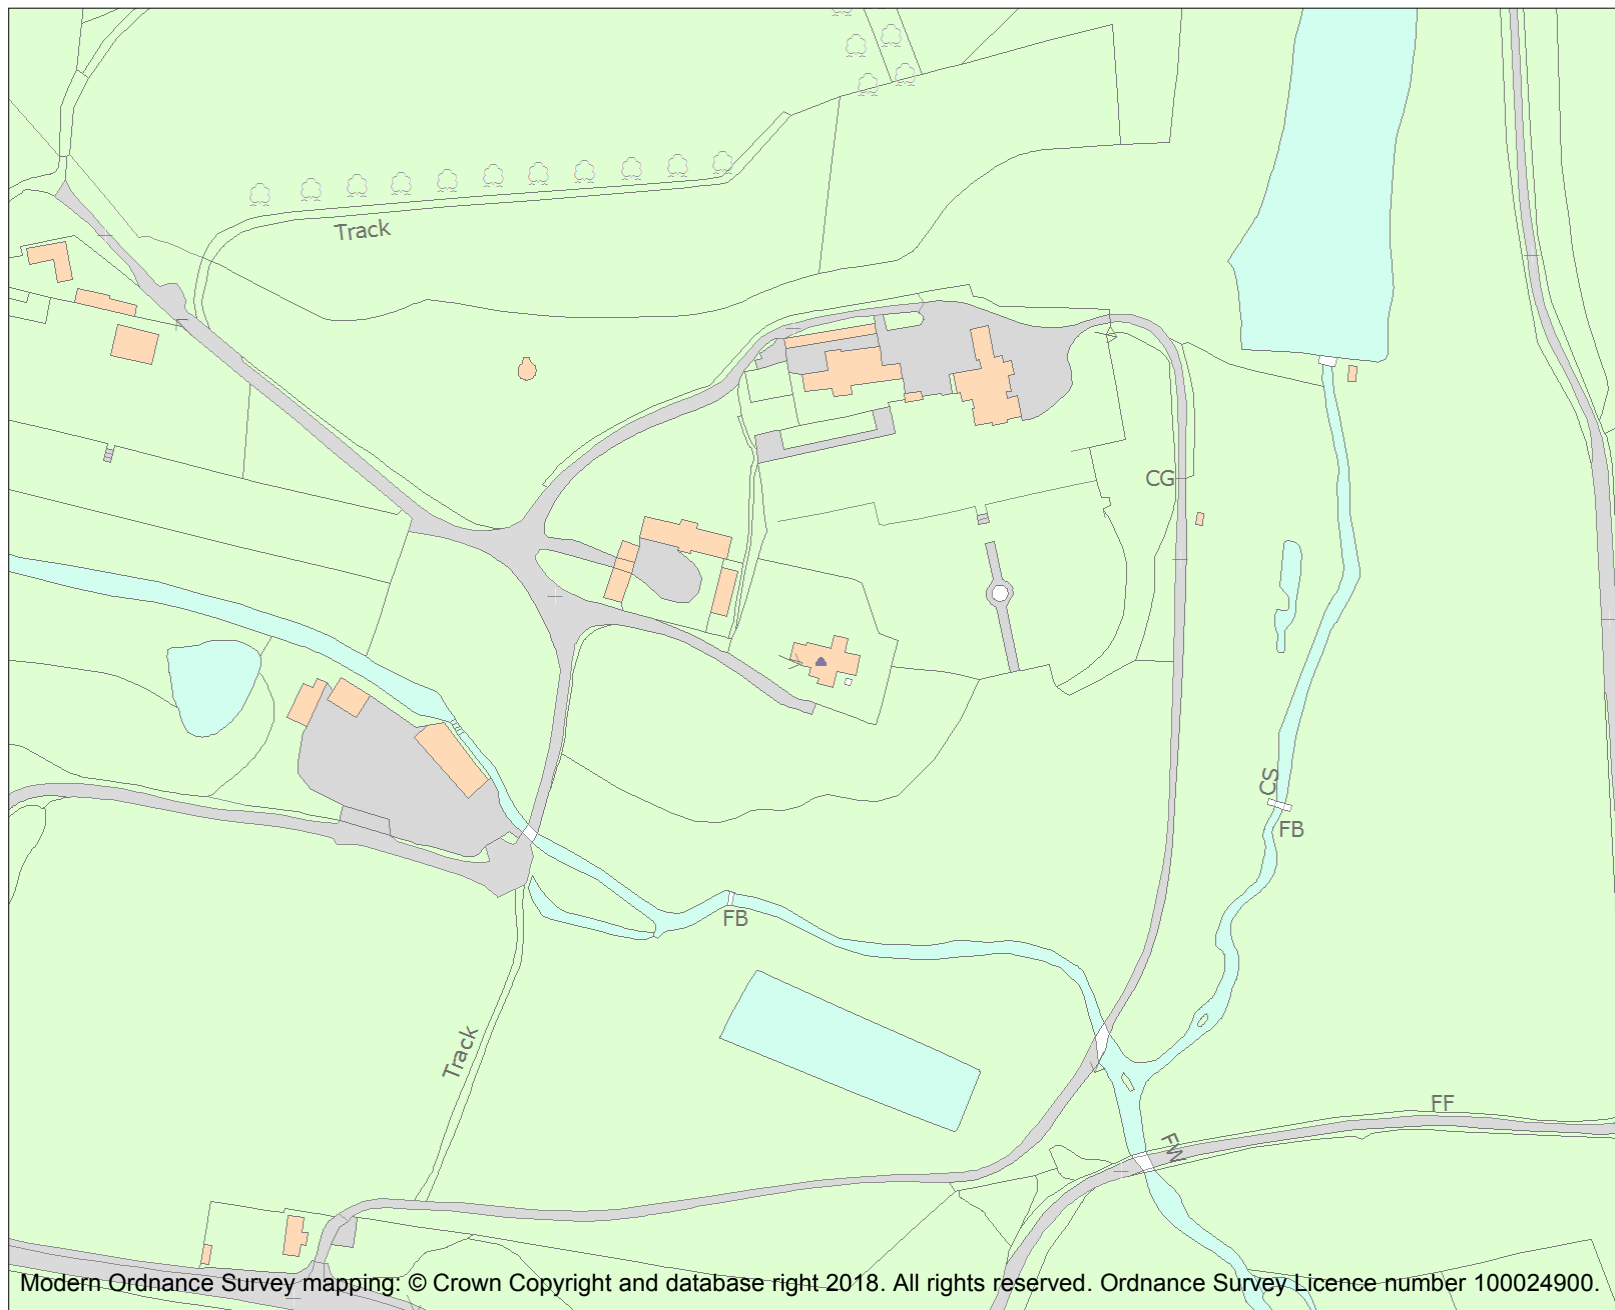 Track
CG
CS
FB
FB
Track
FF
FW
Modern Ordnance Survey mapping: © Crown Copyright and database right 2018. All rights reserved. Ordnance Survey Licence number 100024900.